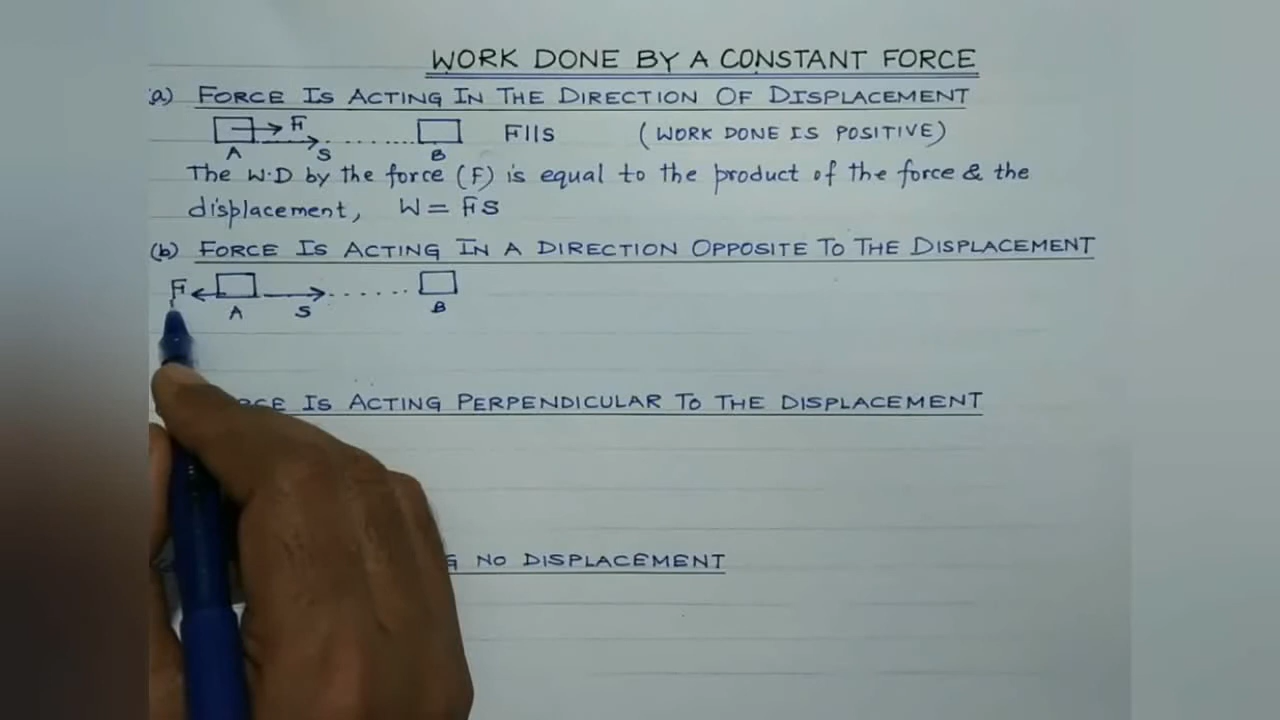 WORK DONE BY A CONSTANT FORCE
(a) FORCE IS ACTING IN THE DIRECTION OF DISPLACEMENT
F F||S (WORK DONE IS POSITIVE)
A S B
The W.D by the force (F) is equal to the product of the force & the
displacement, W = FS
(b) FORCE IS ACTING IN A DIRECTION OPPOSITE TO THE DISPLACEMENT
F
A S B
IS ACTING PERPENDICULAR TO THE DISPLACEMENT
NO DISPLACEMENT